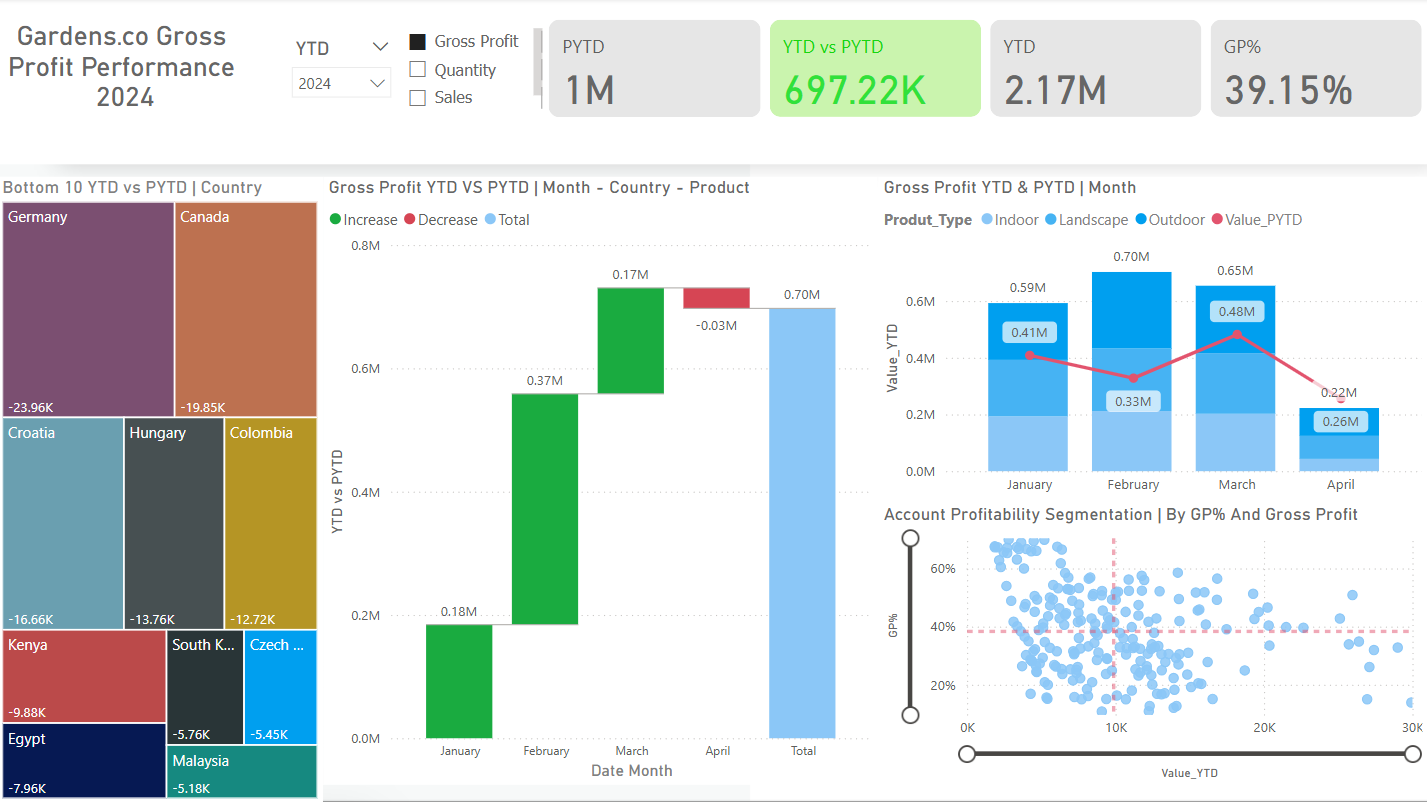 Gardens.co Gross
Profit Performance
2024
YTD
2024
Gross Profit
Quantity
Sales
PYTD
1M
YTD vs PYTD
697.22K
YTD
2.17M
GP%
39.15%
Bottom 10 YTD vs PYTD | Country
Germany
-23.96K
Canada
-19.85K
Croatia
-16.66K
Hungary
-13.76K
Colombia
-12.72K
Kenya
-9.88K
South K...
-5.76K
Czech ...
-5.45K
Egypt
-7.96K
Malaysia
-5.18K
Gross Profit YTD VS PYTD | Month - Country - Product
Increase Decrease Total
YTD vs PYTD
0.8M
0.6M
0.4M
0.2M
0.0M
0.18M
0.37M
0.17M
-0.03M
0.70M
January February March April Total
Date Month
Gross Profit YTD & PYTD | Month
Produt_Type Indoor Landscape Outdoor Value_PYTD
Value_YTD
0.6M
0.4M
0.2M
0.0M
0.59M
0.70M
0.65M
0.22M
0.41M
0.33M
0.48M
0.26M
January February March April
Account Profitability Segmentation | By GP% And Gross Profit
GP%
60%
40%
20%
0K 10K 20K 30K
Value_YTD